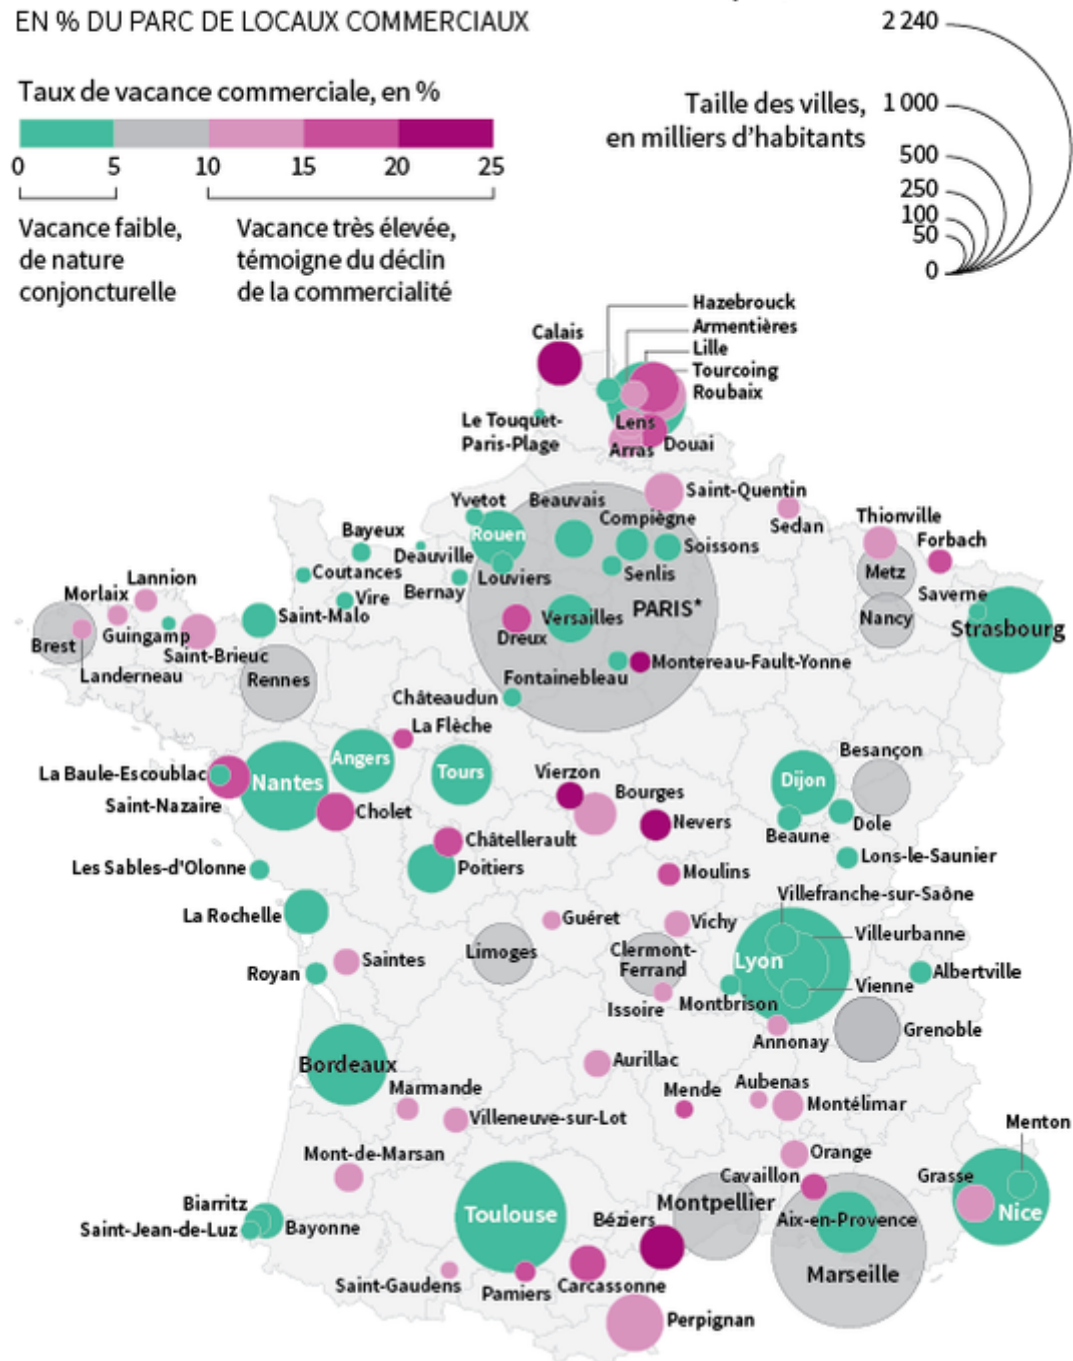 EN % DU PARC DE LOCAUX COMMERCIAUX
Taux de vacance commerciale, en %
0 5 10 15 20 25
Vacance faible,
de nature
conjoncturelle
Vacance très élevée,
témoigne du déclin
de la commercialité
Taille des villes,
en milliers d’habitants
2 240
1 000
500
250
100
50
0
Hazebrouck
Armentières
Calais
Lille
Tourcoing
Roubaix
Le Touquet-
Paris-Plage
Lens
Arras
Douai
Saint-Quentin
Sedan
Yvetot
Beauvais
Compiègne
Thionville
Forbach
Bayeux
Rouen
Soissons
Deauville
Coutances
Louviers
Senlis
Metz
Lannion
Morlaix
Bernay
Vire
Saverne
Saint-Malo
Versailles
PARIS*
Nancy
Strasbourg
Brest
Guingamp
Dreux
Saint-Brieuc
Landerneau
Rennes
Fontainebleau
Montereau-Fault-Yonne
Châteaudun
La Flèche
Besançon
La Baule-Escoublac
Nantes
Angers
Tours
Vierzon
Dijon
Saint-Nazaire
Cholet
Bourges
Nevers
Beaune
Dole
Châtellerault
Poitiers
Les Sables-d'Olonne
Moulins
Lons-le-Saunier
Villefranche-sur-Saône
La Rochelle
Guéret
Vichy
Villeurbanne
Saintes
Limoges
Clermont-
Ferrand
Lyon
Royan
Albertville
Vienne
Issoire
Montbrison
Annonay
Grenoble
Bordeaux
Aurillac
Marmande
Mende
Aubenas
Villeneuve-sur-Lot
Montélimar
Menton
Mont-de-Marsan
Orange
Cavaillon
Grasse
Biarritz
Saint-Jean-de-Luz
Bayonne
Toulouse
Béziers
Montpellier
Aix-en-Provence
Nice
Marseille
Saint-Gaudens
Pamiers
Carcassonne
Perpignan